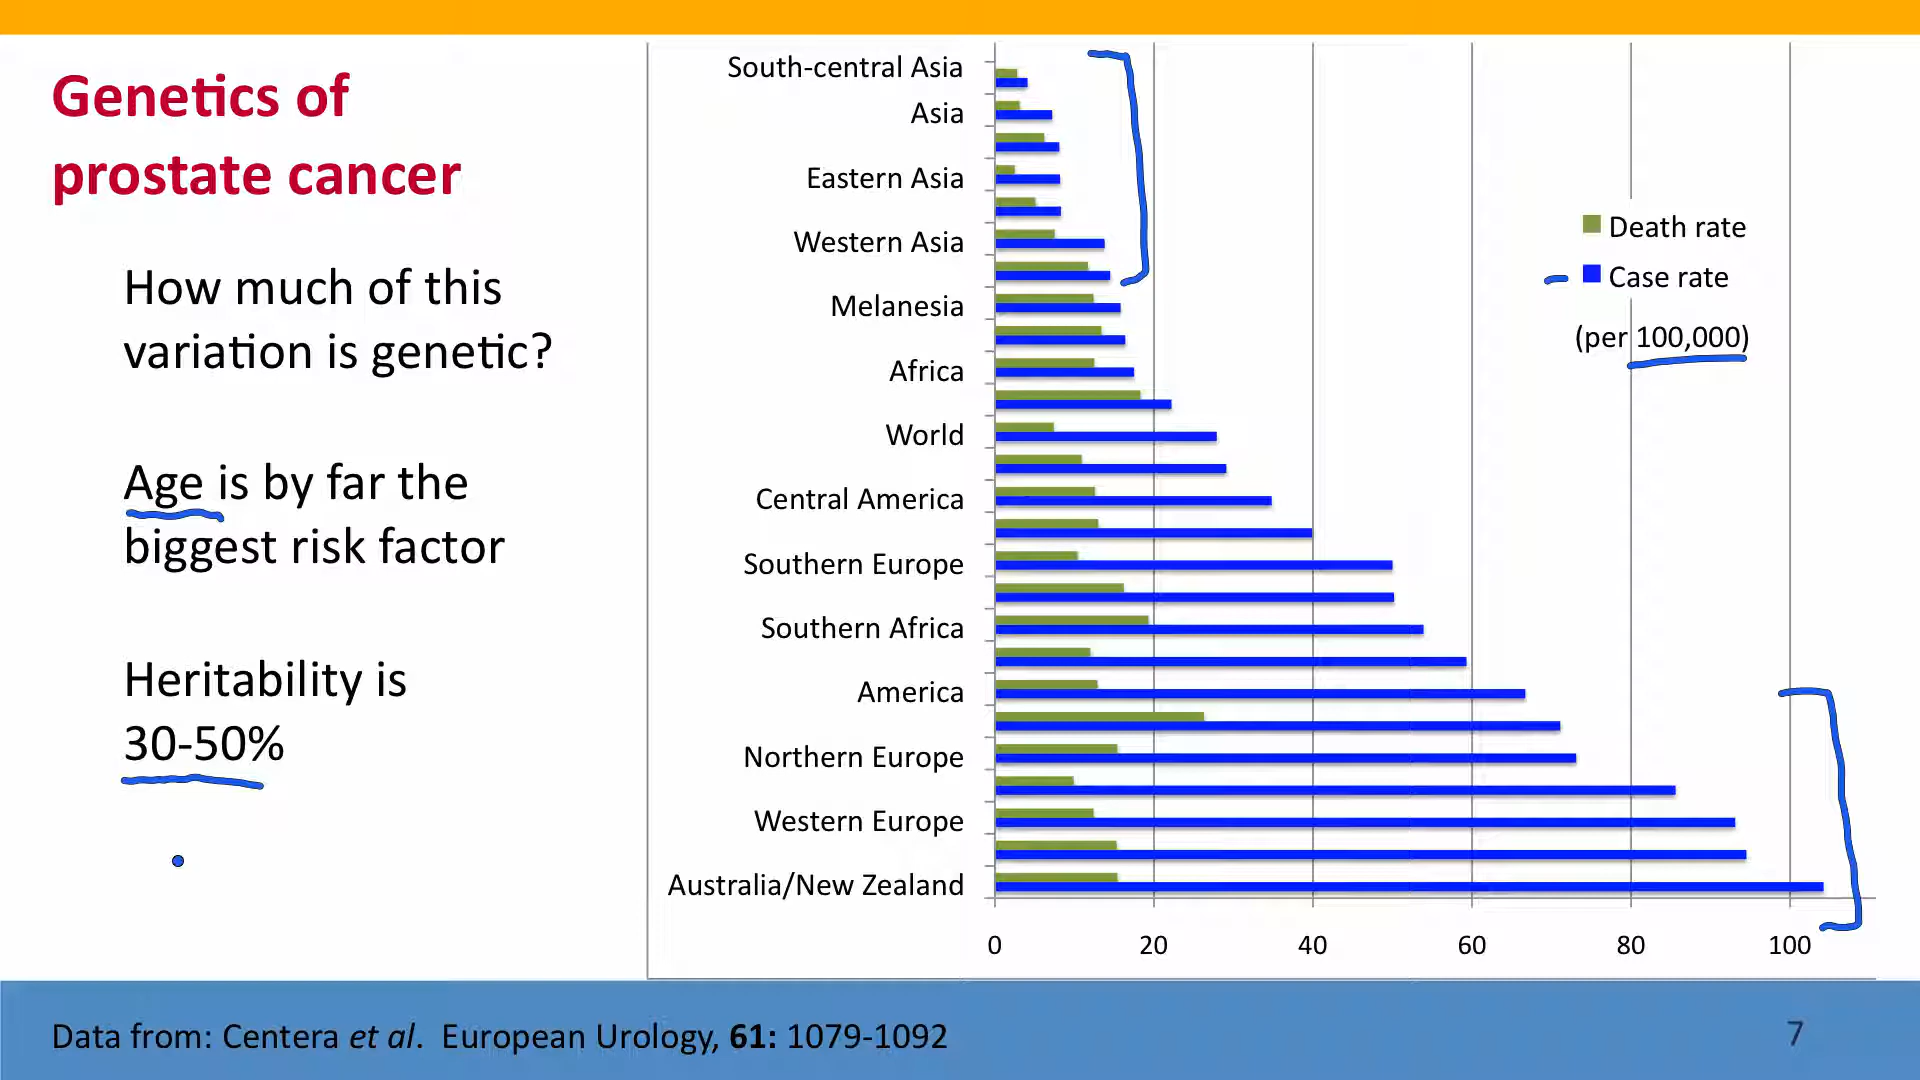 Genetics of
prostate cancer
How much of this
variation is genetic?
Age is by far the
biggest risk factor
Heritability is
30-50%
South-central Asia
Asia
Eastern Asia
Western Asia
Melanesia
Africa
World
Central America
Southern Europe
Southern Africa
America
Northern Europe
Western Europe
Australia/New Zealand
0 20 40 60 80 100
Death rate
Case rate
(per 100,000)
Data from: Centera et al. European Urology, 61: 1079-1092
7